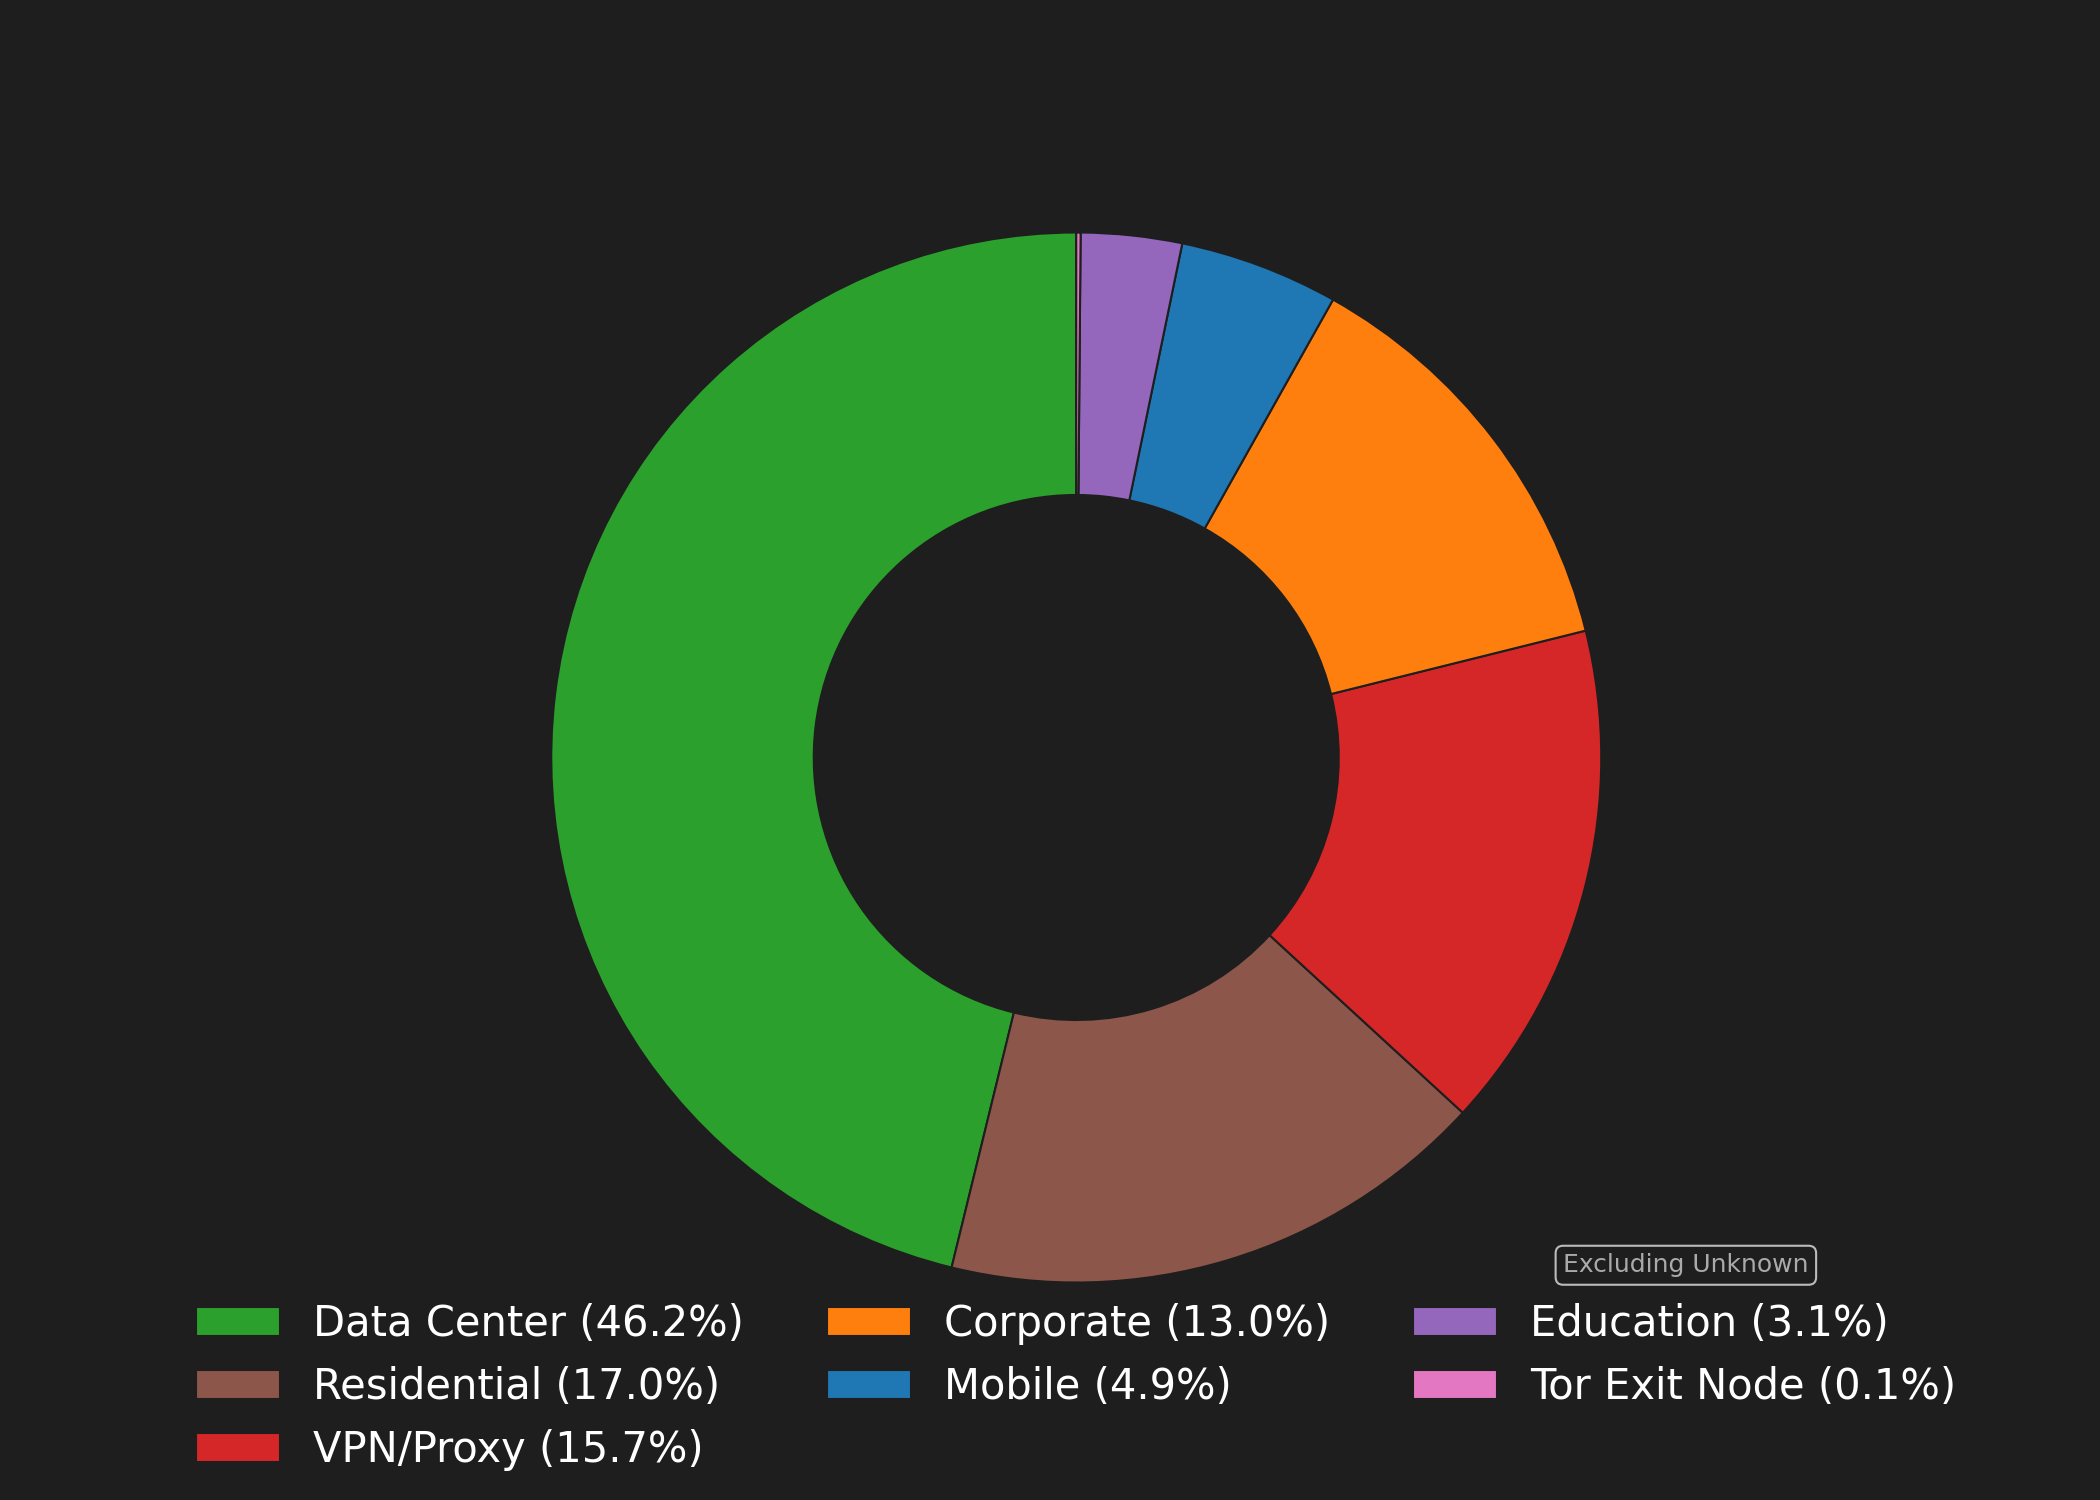 Excluding Unknown
Data Center (46.2%)
Residential (17.0%)
VPN/Proxy (15.7%)
Corporate (13.0%)
Mobile (4.9%)
Education (3.1%)
Tor Exit Node (0.1%)